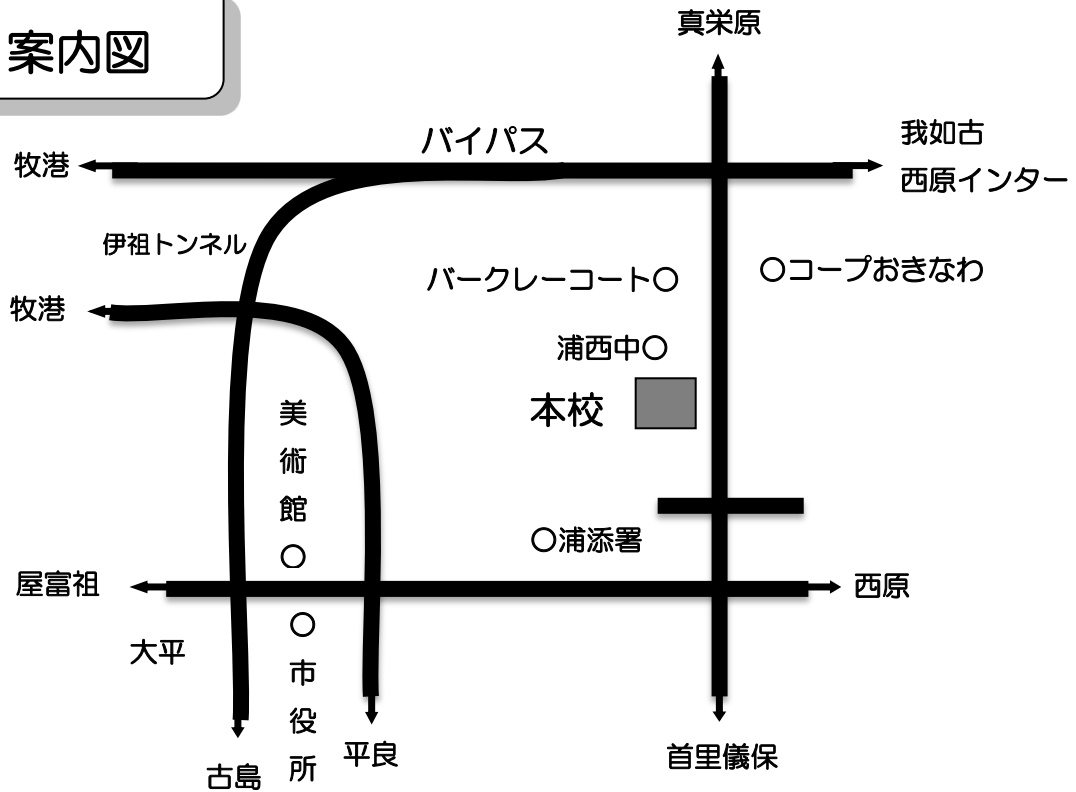 案内図
真栄原
バイパス
牧港
我如古
西原インター
伊祖トンネル
バークレーコート○
○コープおきなわ
牧港
浦西中○
本校
美術館○
○浦添署
屋富祖
西原
大平
○市役所
古島
平良
首里儀保